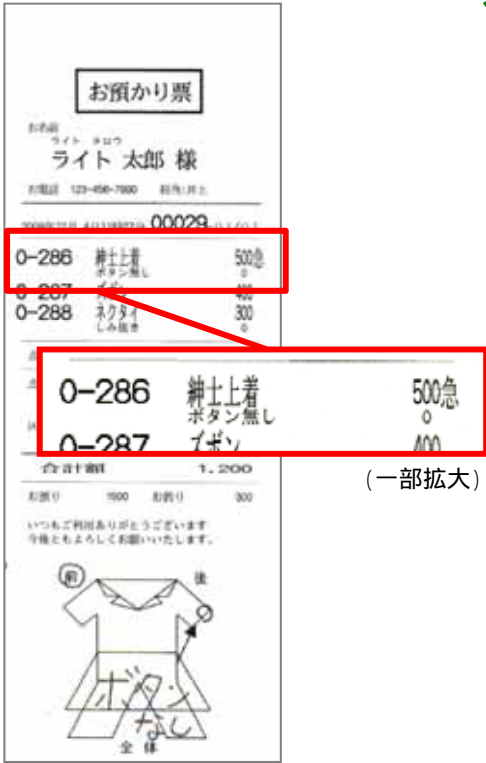 お預かり票
お名前
ライト タロウ
ライト 太郎 様
お電話 123-456-7890 担当:井上
00029
0-286 紳士上着 500急
ボタン無し 0
0-287 ズボン 400
0-288 ネクタイ 300
しみ抜き 0
0-286 紳士上着 500急
ボタン無し 0
0-287 ズボン 400
(一部拡大)
合計額 1,200
お預り 1500 お釣り 300
いつもご利用ありがとうございます
今後ともよろしくお願いいたします。
前 後
ボタン
なし
全体